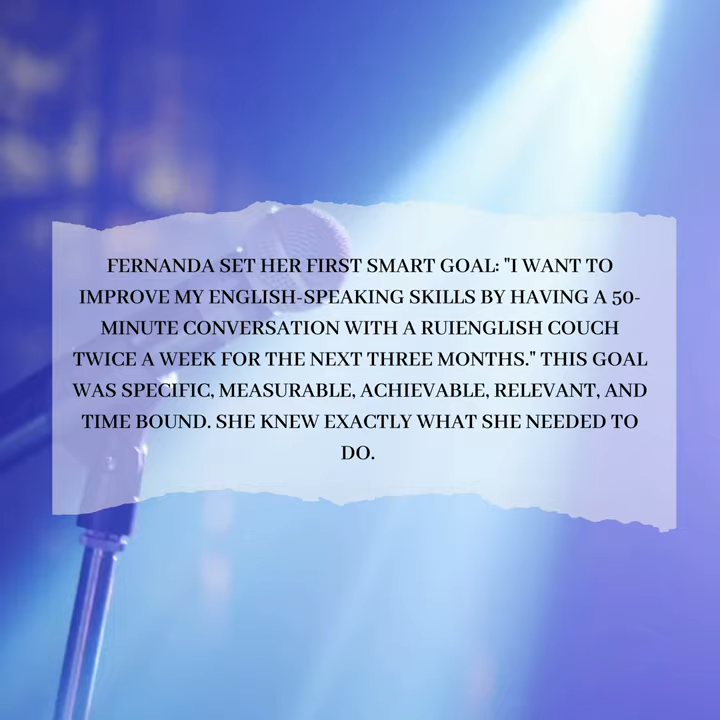 FERNANDA SET HER FIRST SMART GOAL: "I WANT TO
IMPROVE MY ENGLISH-SPEAKING SKILLS BY HAVING A 50-
MINUTE CONVERSATION WITH A RUIENGLISH COUCH
TWICE A WEEK FOR THE NEXT THREE MONTHS." THIS GOAL
WAS SPECIFIC, MEASURABLE, ACHIEVABLE, RELEVANT, AND
TIME BOUND. SHE KNEW EXACTLY WHAT SHE NEEDED TO
DO.